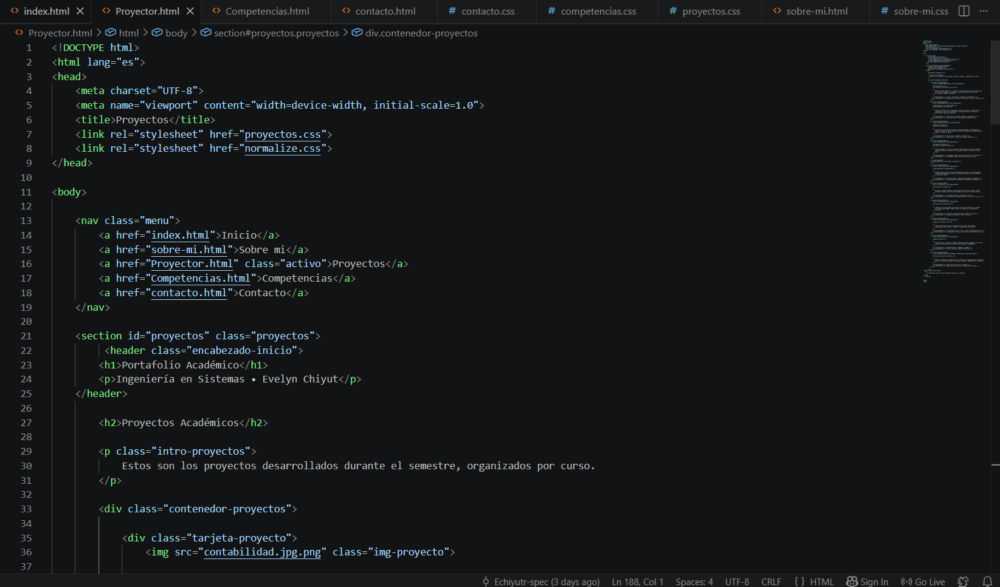 index.html Proyector.html Competencias.html contacto.html # contacto.css # competencias.css # proyectos.css sobre-mi.html # sobre-mi.css
Proyector.html > html > body > section#proyectos.proyectos > div.contenedor-proyectos
1 <!DOCTYPE html>
2 <html lang="es">
3 <head>
4 <meta charset="UTF-8">
5 <meta name="viewport" content="width=device-width, initial-scale=1.0">
6 <title>Proyectos</title>
7 <link rel="stylesheet" href="proyectos.css">
8 <link rel="stylesheet" href="normalize.css">
9 </head>
10
11 <body>
12
13 <nav class="menu">
14 <a href="index.html">Inicio</a>
15 <a href="sobre-mi.html">Sobre mi</a>
16 <a href="Proyector.html" class="activo">Proyectos</a>
17 <a href="Competencias.html">Competencias</a>
18 <a href="contacto.html">Contacto</a>
19 </nav>
20
21 <section id="proyectos" class="proyectos">
22 <header class="encabezado-inicio">
23 <h1>Portafolio Académico</h1>
24 <p>Ingeniería en Sistemas • Evelyn Chiyut</p>
25 </header>
26
27 <h2>Proyectos Académicos</h2>
28
29 <p class="intro-proyectos">
30 Estos son los proyectos desarrollados durante el semestre, organizados por curso.
31 </p>
32
33 <div class="contenedor-proyectos">
34
35 <div class="tarjeta-proyecto">
36 <img src="contabilidad.jpg.png" class="img-proyecto">
37
Echiyutr-spec (3 days ago) Ln 188, Col 1 Spaces: 4 UTF-8 CRLF {} HTML Sign In Go Live